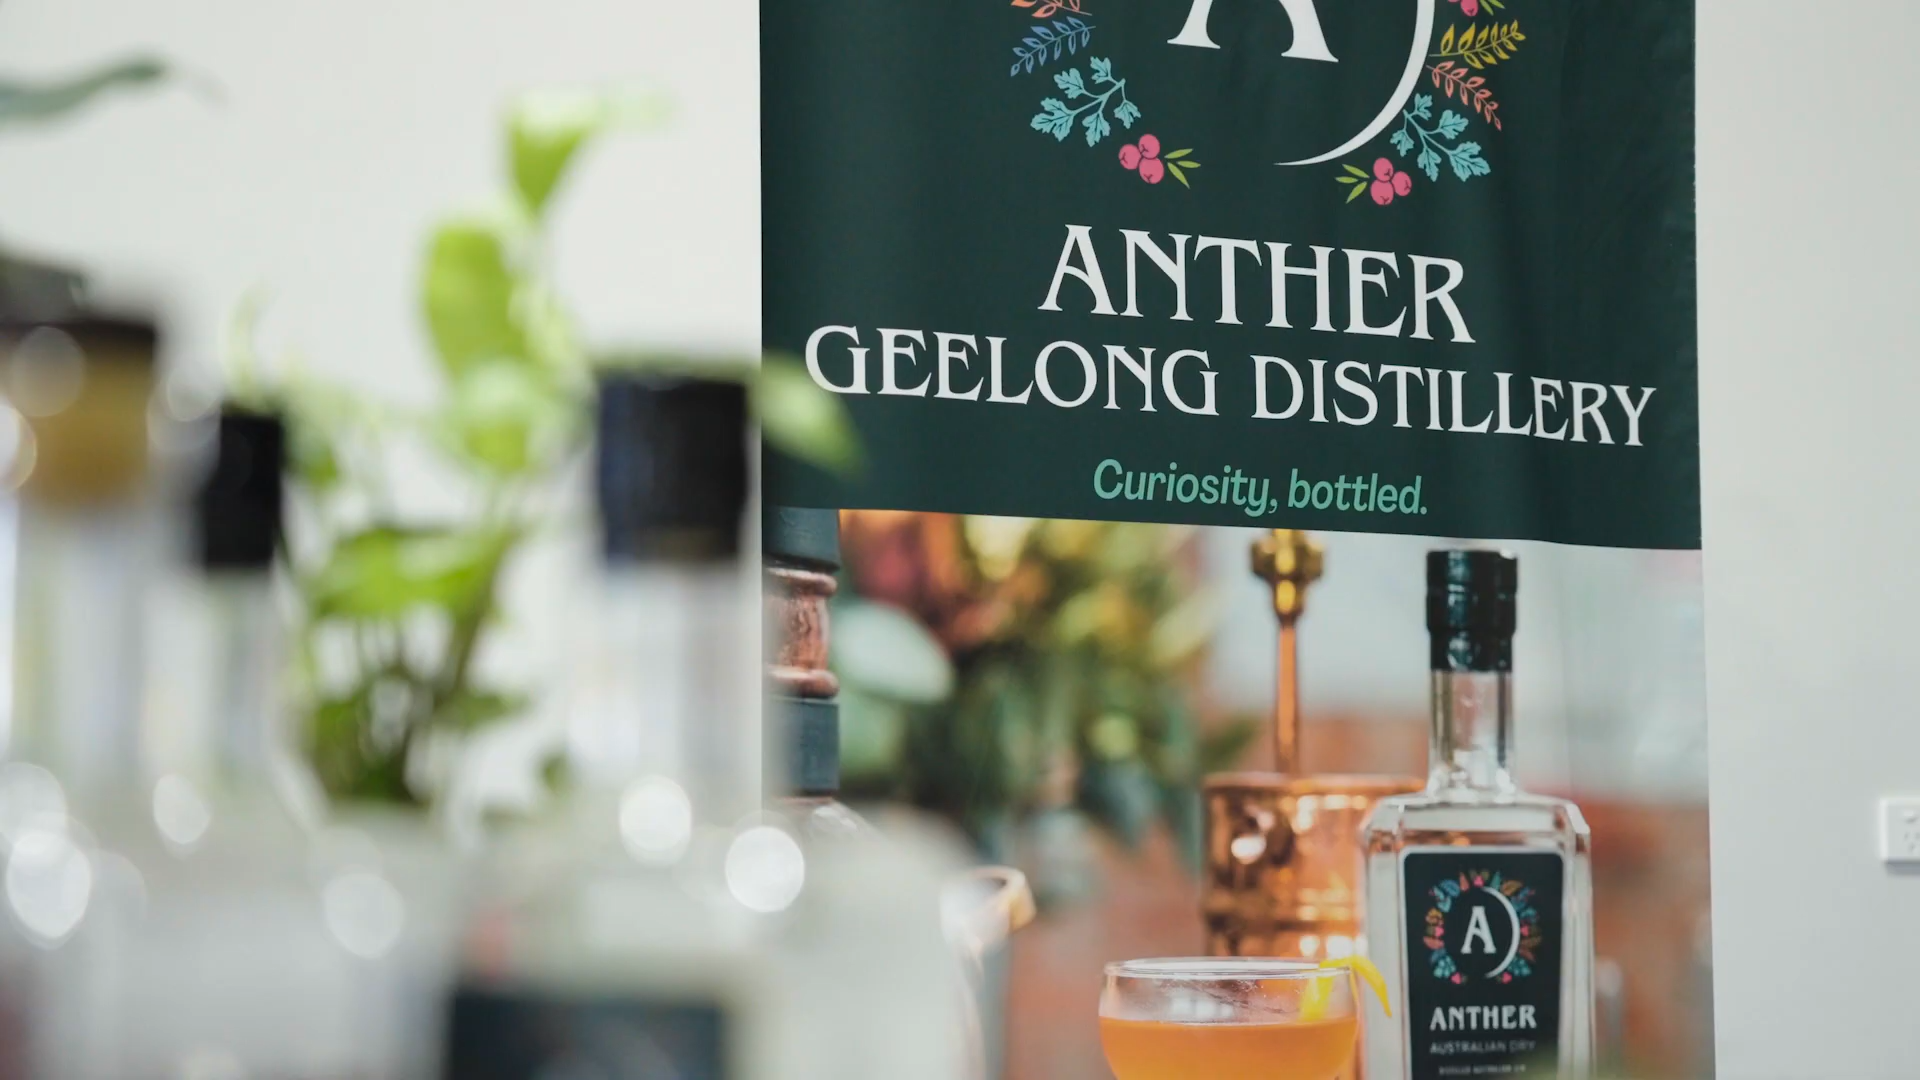 A
ANTHER
GEELONG DISTILLERY
Curiosity, bottled.
A
ANTHER
AUSTRALIAN DRY